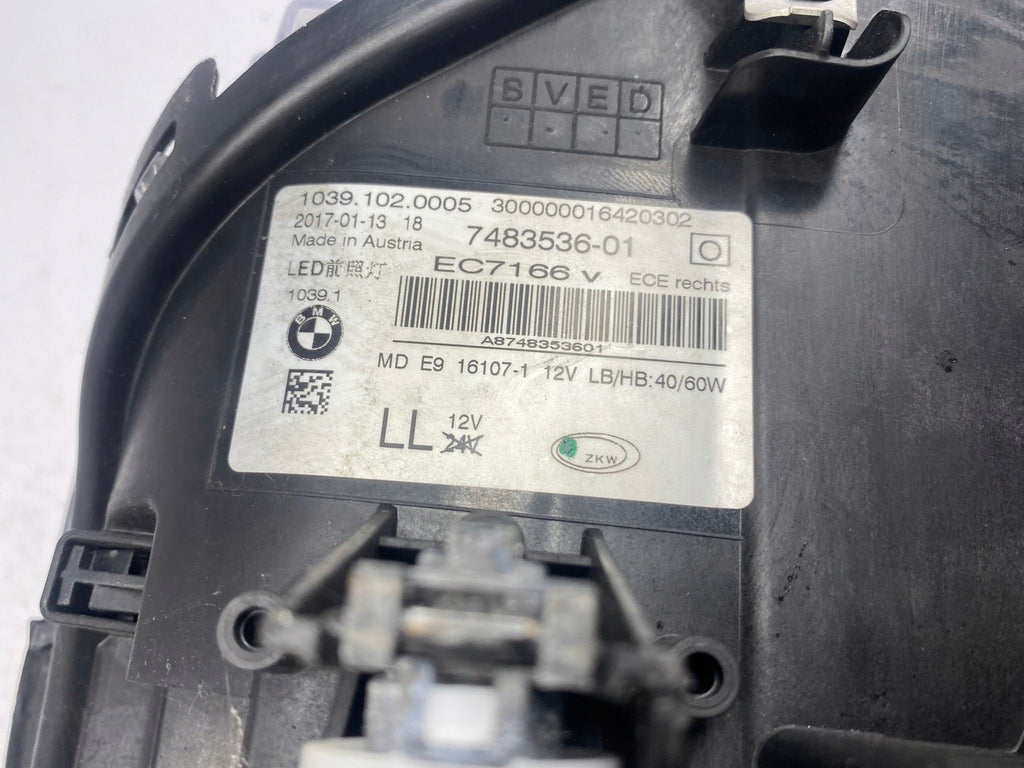 B V E D
1039.102.0005 300000016420302
2017-01-13 18
7483536-01
Made in Austria
EC7166 v ECE rechts
LED前照灯
1039.1
BMW
A8748353601
MD E9 16107-1 12V LB/HB:40/60W
LL 12V
24V
ZKW